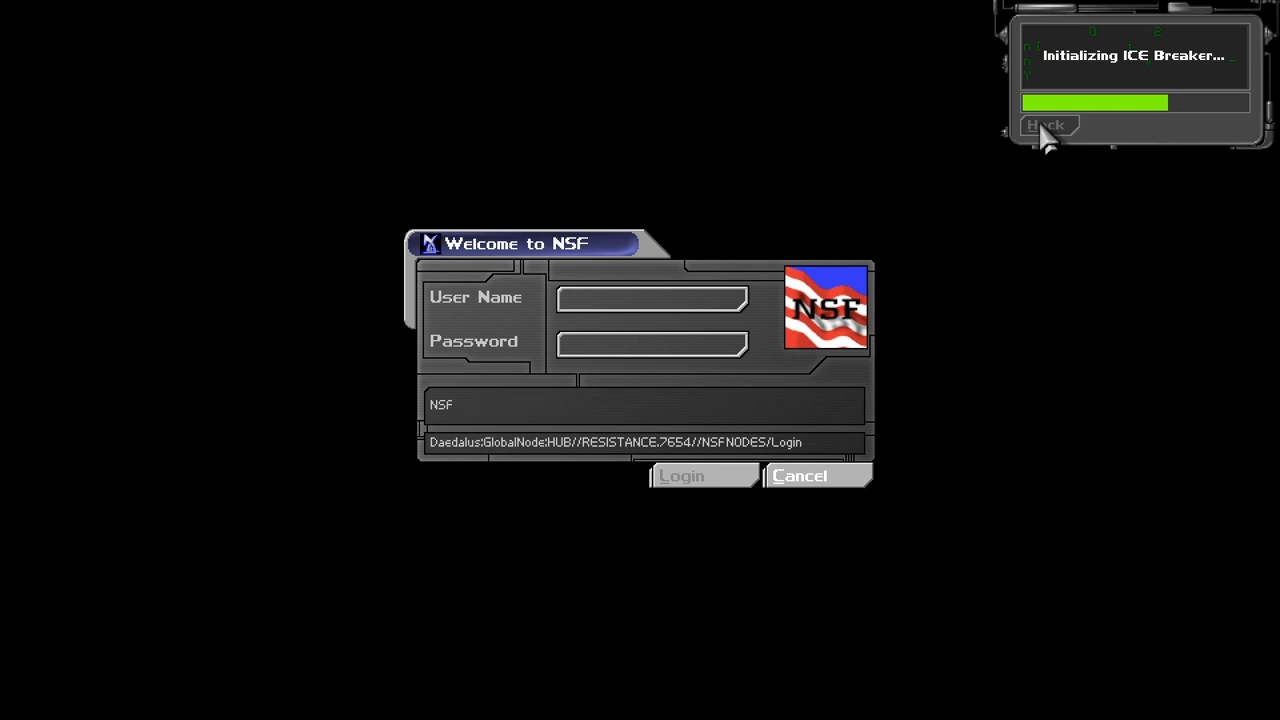 Initializing ICE Breaker...
Hack
Welcome to NSF
User Name
NSF
Password
NSF
Daedalus:GlobalNode:HUB//RESISTANCE.7654//NSFNODES/Login
Login
Cancel